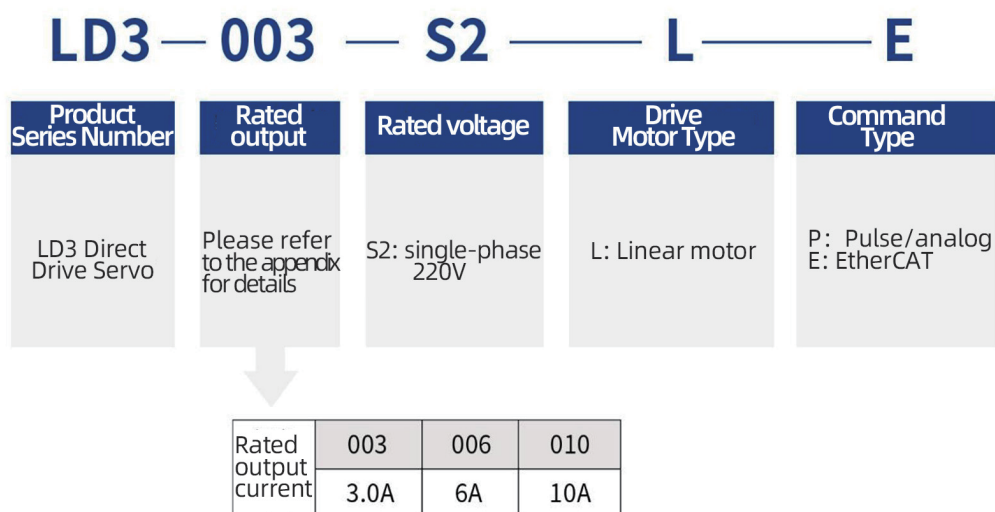 LD3 — 003 — S2 — L — E
Product
Series Number
Rated
output
Rated voltage
Drive
Motor Type
Command
Type
LD3 Direct
Drive Servo
Please refer
to the appendix
for details
S2: single-phase
220V
L: Linear motor
P: Pulse/analog
E: EtherCAT
Rated
output
current
003 006 010
3.0A 6A 10A